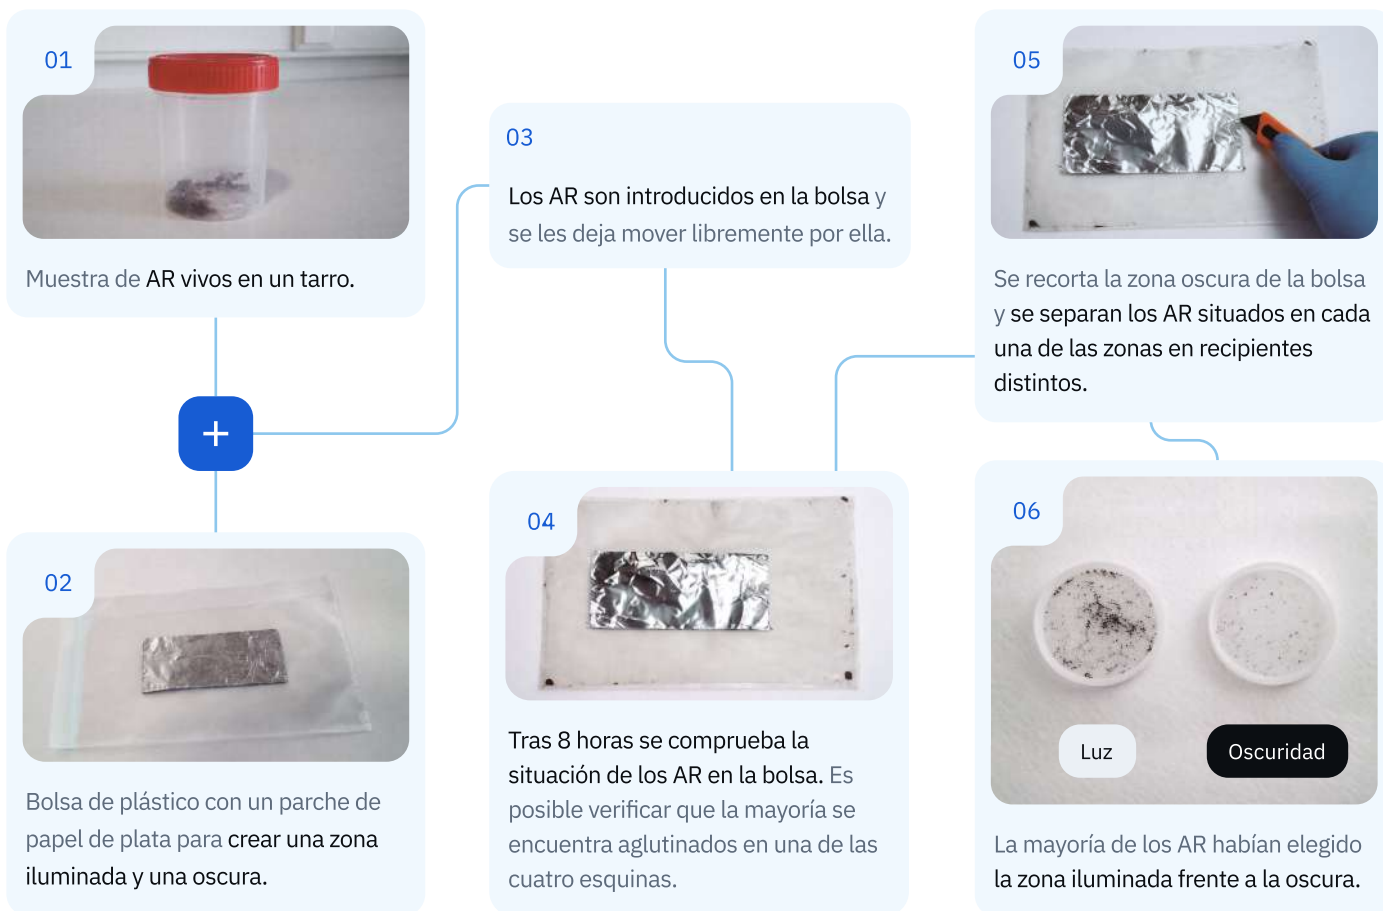 01
Muestra de AR vivos en un tarro.
02
Bolsa de plástico con un parche de
papel de plata para crear una zona
iluminada y una oscura.
03
Los AR son introducidos en la bolsa y
se les deja mover libremente por ella.
04
Tras 8 horas se comprueba la
situación de los AR en la bolsa. Es
posible verificar que la mayoría se
encuentra aglutinados en una de las
cuatro esquinas.
05
Se recorta la zona oscura de la bolsa
y se separan los AR situados en cada
una de las zonas en recipientes
distintos.
06
Luz
Oscuridad
La mayoría de los AR habían elegido
la zona iluminada frente a la oscura.